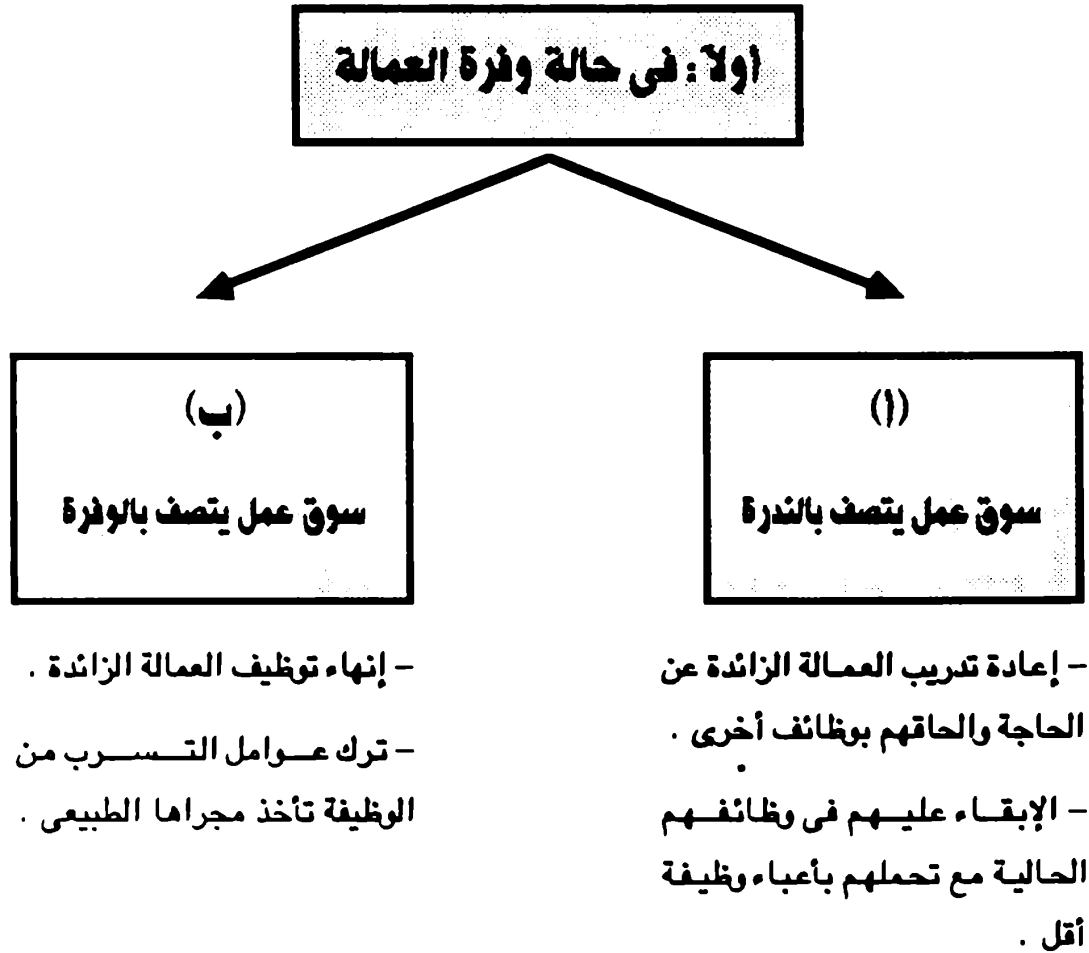 أولاً : فى حالة وفرة العمالة
(أ)
سوق عمل يتصف بالندرة
– إعادة تدريب العمالة الزائدة عن
الحاجة والحاقهم بوظائف أخرى .
– الإبقاء عليهم فى وظائفهم
الحالية مع تحملهم بأعباء وظيفة
أقل .
(ب)
سوق عمل يتصف بالوفرة
– إنهاء توظيف العمالة الزائدة .
– ترك عوامل التسرب من
الوظيفة تأخذ مجراها الطبيعى .